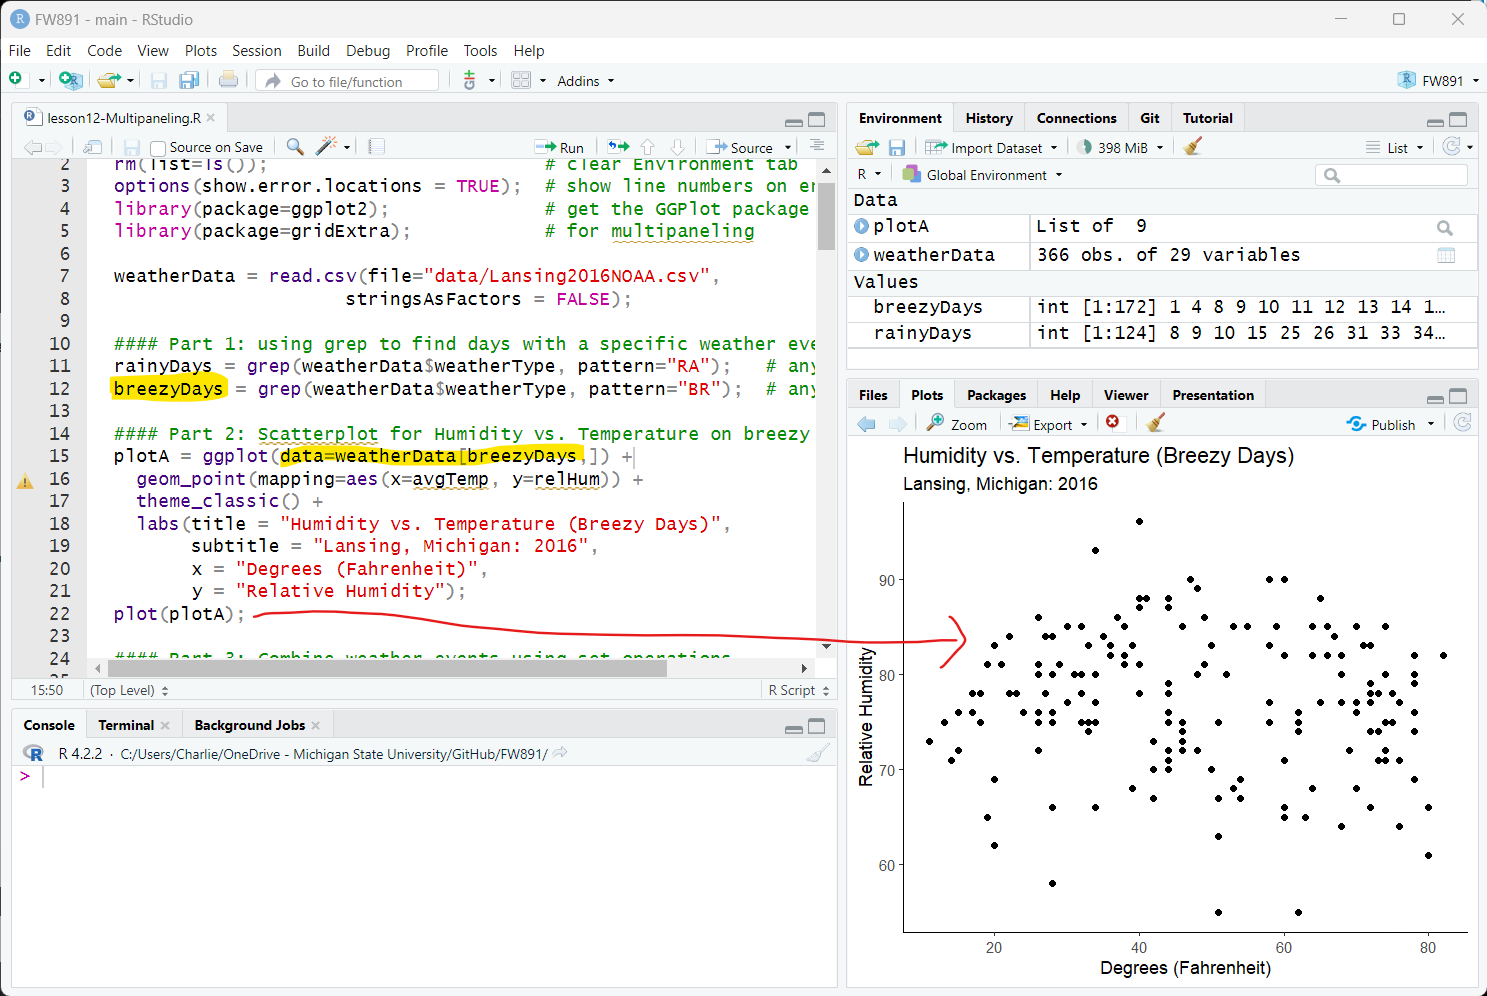 FW891 - main - RStudio
File Edit Code View Plots Session Build Debug Profile Tools Help
Go to file/function
Addins
FW891
lesson12-Multipaneling.R
Source on Save
Run
Source
2 rm(list=ls()); # clear Environment tab
3 options(show.error.locations = TRUE); # show line numbers on er
4 library(package=ggplot2); # get the GGPlot package
5 library(package=gridExtra); # for multipaneling
6
7 weatherData = read.csv(file="data/Lansing2016NOAA.csv",
8 stringsAsFactors = FALSE);
9
10 #### Part 1: using grep to find days with a specific weather eve
11 rainyDays = grep(weatherData$weatherType, pattern="RA"); # any
12 breezyDays = grep(weatherData$weatherType, pattern="BR"); # any
13
14 #### Part 2: Scatterplot for Humidity vs. Temperature on breezy
15 plotA = ggplot(data=weatherData[breezyDays,]) +
16 geom_point(mapping=aes(x=avgTemp, y=relHum)) +
17 theme_classic() +
18 labs(title = "Humidity vs. Temperature (Breezy Days)",
19 subtitle = "Lansing, Michigan: 2016",
20 x = "Degrees (Fahrenheit)",
21 y = "Relative Humidity");
22 plot(plotA);
23
24 #### Part 3: Combine weather events using set operations
15:50 (Top Level) R Script
Console Terminal Background Jobs
R 4.2.2 · C:/Users/Charlie/OneDrive - Michigan State University/GitHub/FW891/
>
Environment History Connections Git Tutorial
Import Dataset 398 MiB List
R Global Environment
Data
plotA List of 9
weatherData 366 obs. of 29 variables
Values
breezyDays int [1:172] 1 4 8 9 10 11 12 13 14 1…
rainyDays int [1:124] 8 9 10 15 25 26 31 33 34…
Files Plots Packages Help Viewer Presentation
Zoom Export Publish
Humidity vs. Temperature (Breezy Days)
Lansing, Michigan: 2016
90
80
70
60
Relative Humidity
20 40 60 80
Degrees (Fahrenheit)